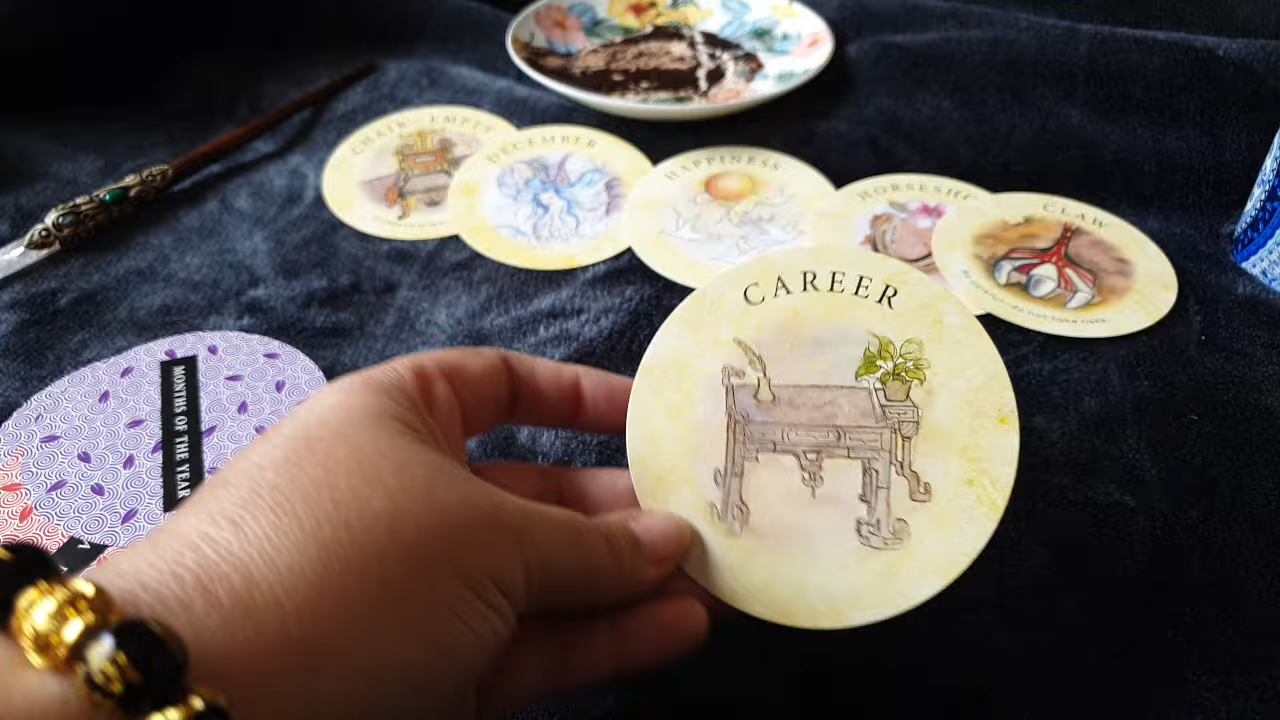 CHAIR - EMPTY
DECEMBER
HAPPINESS
HORSESHO
CLAW
CAREER
MONTHS OF THE YEAR